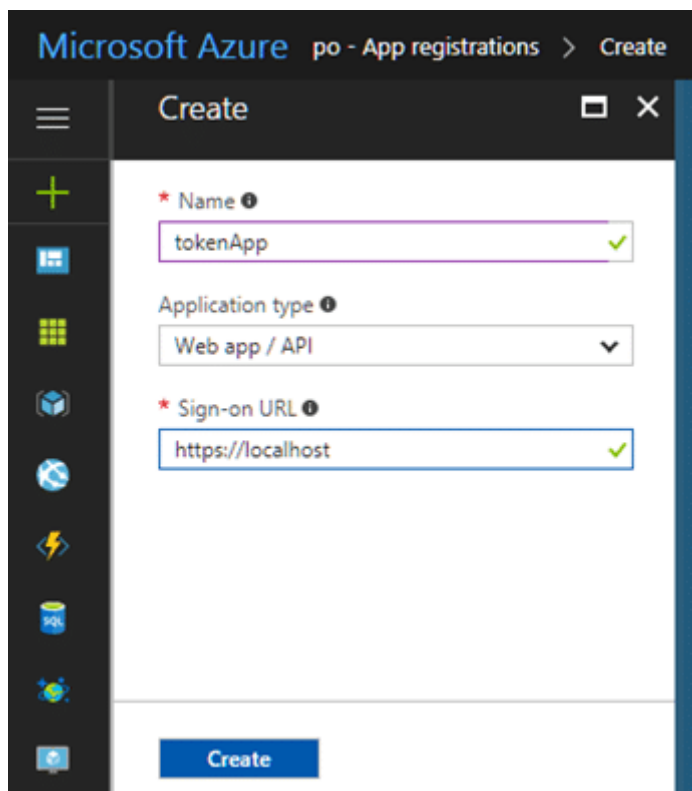 Microsoft Azure po - App registrations > Create
Create
* Name
tokenApp
Application type
Web app / API
* Sign-on URL
https://localhost
SQL
Create